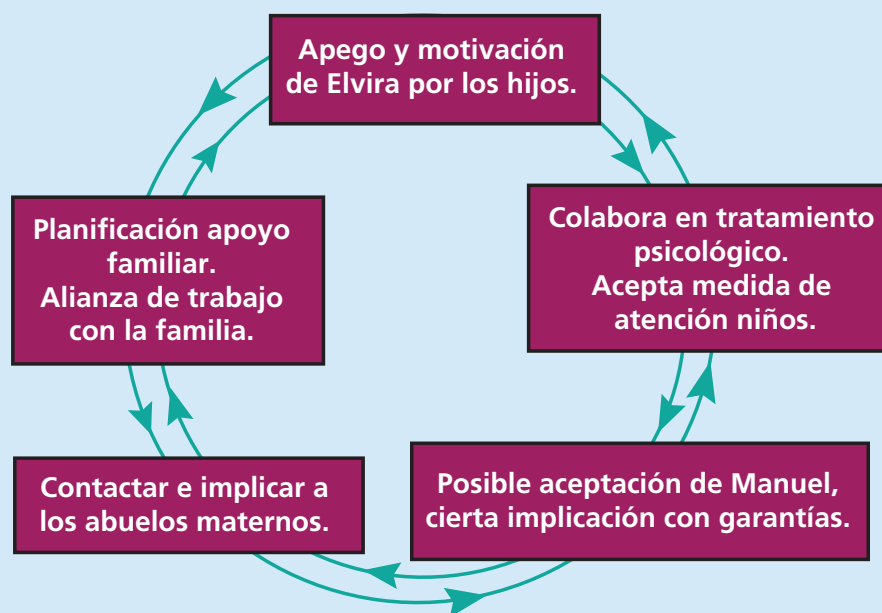 Apego y motivación
de Elvira por los hijos.
Planificación apoyo
familiar.
Alianza de trabajo
con la familia.
Colabora en tratamiento
psicológico.
Acepta medida de
atención niños.
Contactar e implicar a
los abuelos maternos.
Posible aceptación de Manuel,
cierta implicación con garantías.